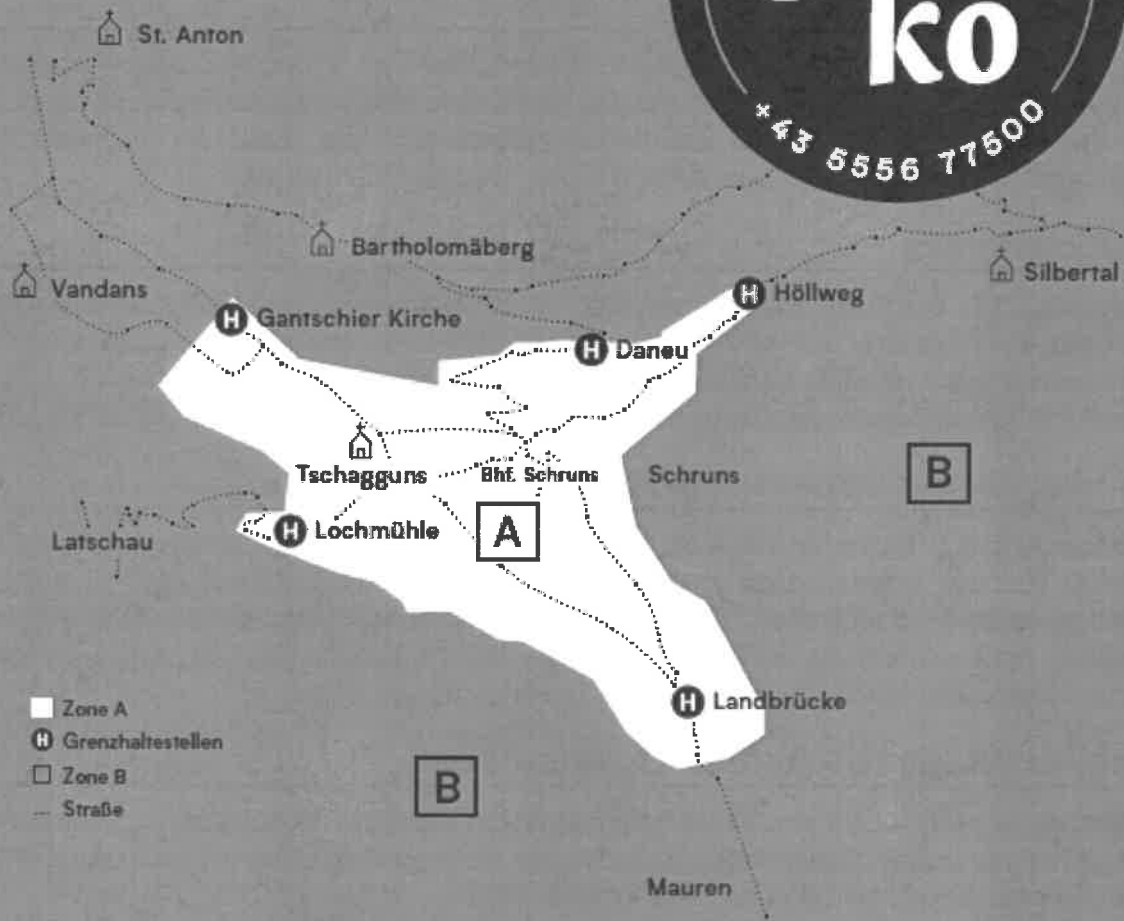 ko
+43 5556 77500
St. Anton
Bartholomäberg
Silbertal
Vandans
Höllweg
H
Gantschier Kirche
H
H
Daneu
Tschagguns
Bhf. Schruns
Schruns
B
Latschau
H
Lochmühle
A
H
Landbrücke
Zone A
H Grenzhaltestellen
Zone B
Straße
B
Mauren